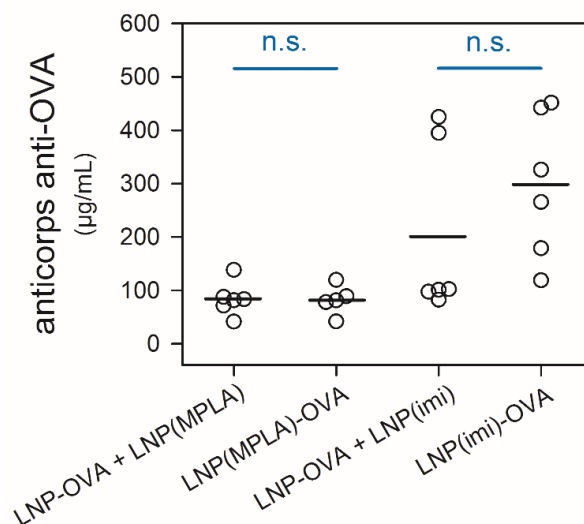 n.s.
n.s.
anticorps anti-OVA
(µg/mL)
600
500
400
300
200
100
0
LNP-OVA + LNP(MPLA)
LNP(MPLA)-OVA
LNP-OVA + LNP(imi)
LNP(imi)-OVA